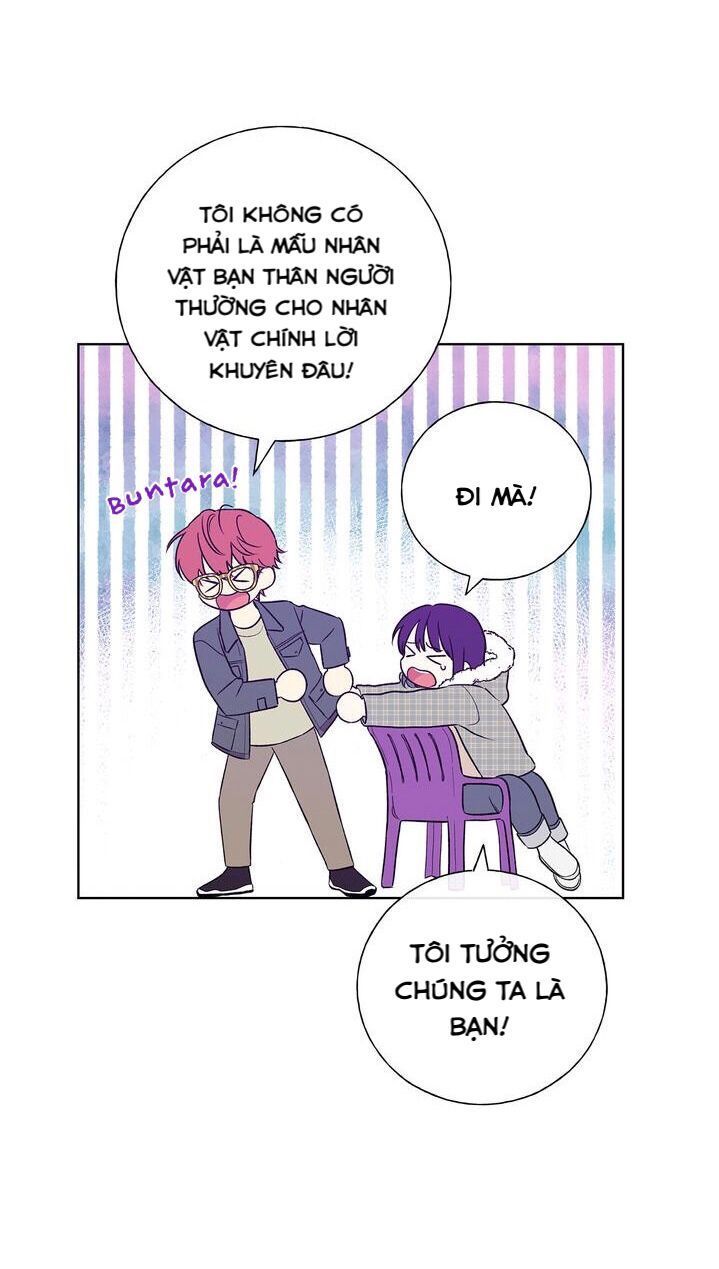 TÔI KHÔNG CÓ
PHẢI LÀ MẪU NHÂN
VẬT BẠN THÂN NGƯỜI
THƯỜNG CHO NHÂN
VẬT CHÍNH LỜI
KHUYÊN ĐÂU!
Buntara!
ĐI MÀ!
TÔI TƯỞNG
CHÚNG TA LÀ
BẠN!